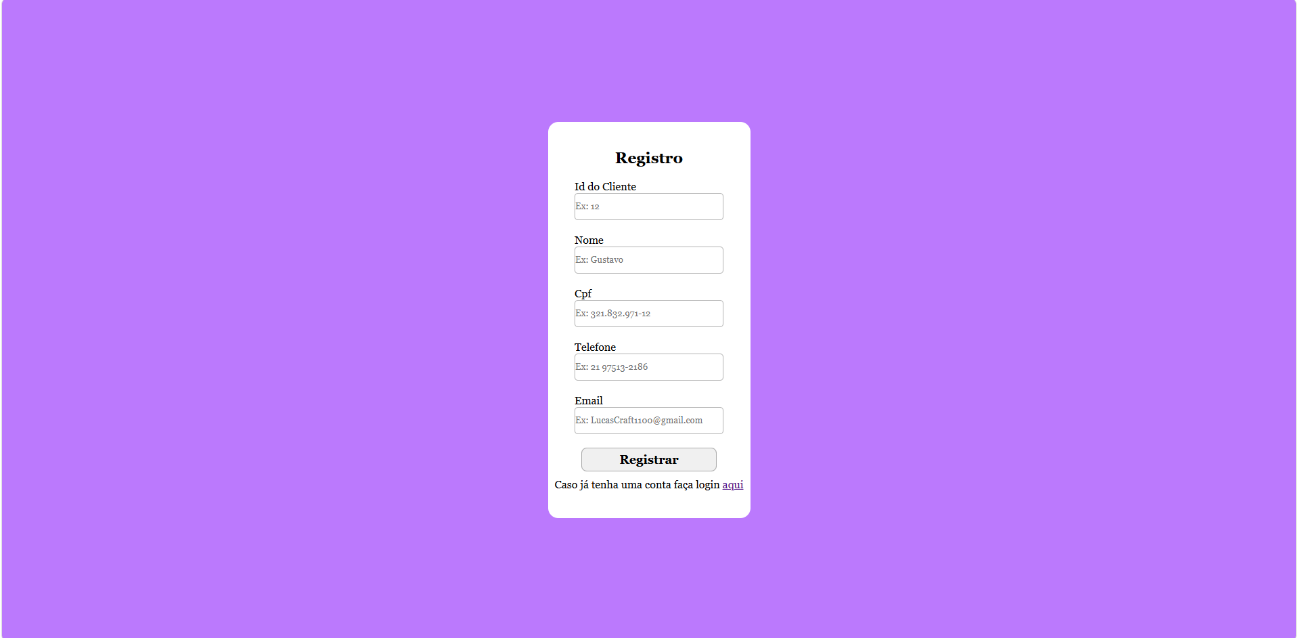 Registro
Id do Cliente
Ex: 12
Nome
Ex: Gustavo
Cpf
Ex: 321.832.971-12
Telefone
Ex: 21 97513-2186
Email
Ex: LucasCraft1100@gmail.com
Registrar
Caso já tenha uma conta faça login aqui